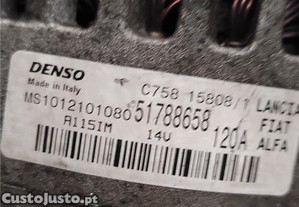 DENSO
Made in Italy
C758 15808/1
LANCIA
MS1012101080
51788658
FIAT
A115IM
14V
120A
ALFA
CustoJusto.pt